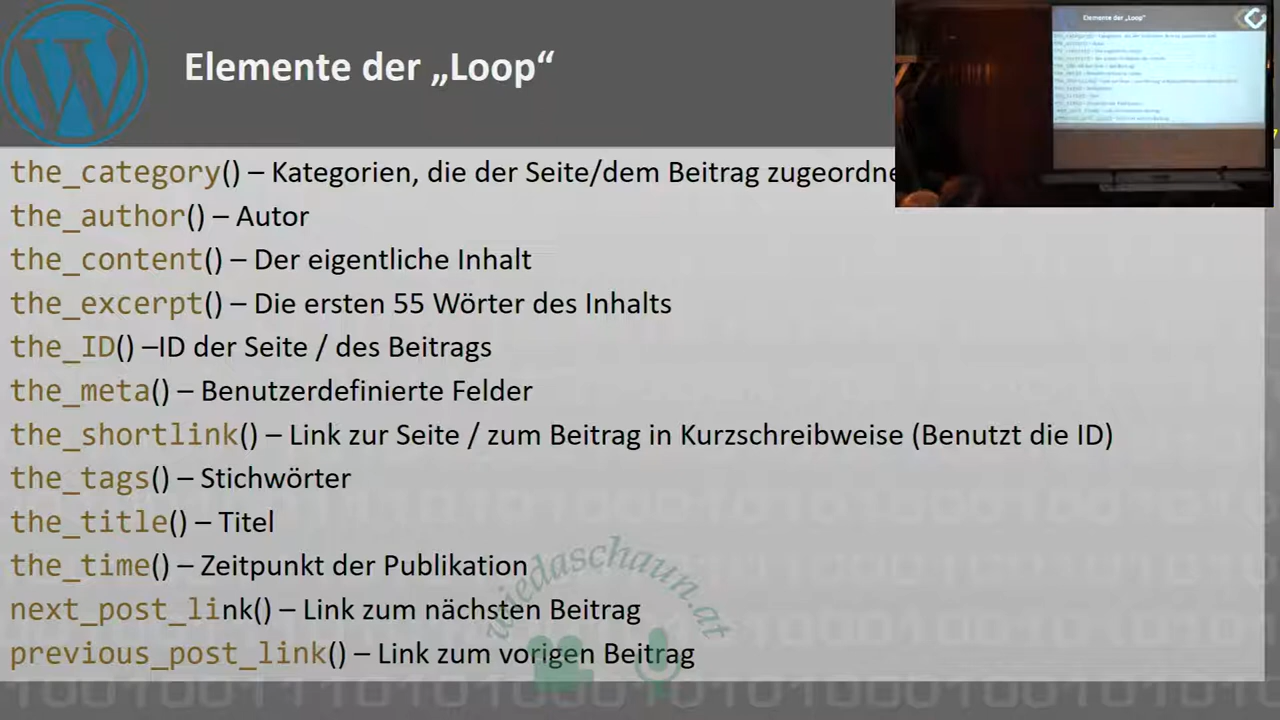 Elemente der „Loop“
the_category() – Kategorien, die der Seite/dem Beitrag
the_author() – Autor
the_content() – Der eigentliche Inhalt
the_excerpt() – Die ersten 55 Wörter des Inhalts
the_ID() –ID der Seite / des Beitrags
the_meta() – Benutzerdefinierte Felder
the_shortlink() – Link zur Seite / zum Beitrag in Kurzschreibweise (Benutzt die ID)
the_tags() – Stichwörter
the_title() – Titel
the_time() – Zeitpunkt der Publikation
next_post_link() – Link zum nächsten Beitrag
previous_post_link() – Link zum vorigen Beitrag
wiedaschaun.at
Elemente der „Loop“